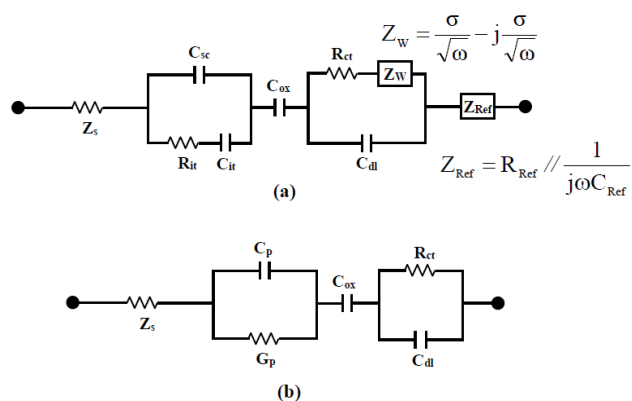 C_sc
R_ct
Z_W
C_ox
Z_s
R_it
C_it
C_dl
Z_Ref
Z_W = σ/√ω − j σ/√ω
Z_Ref = R_Ref // 1/jωC_Ref
(a)
C_p
R_ct
C_ox
Z_s
G_p
C_dl
(b)